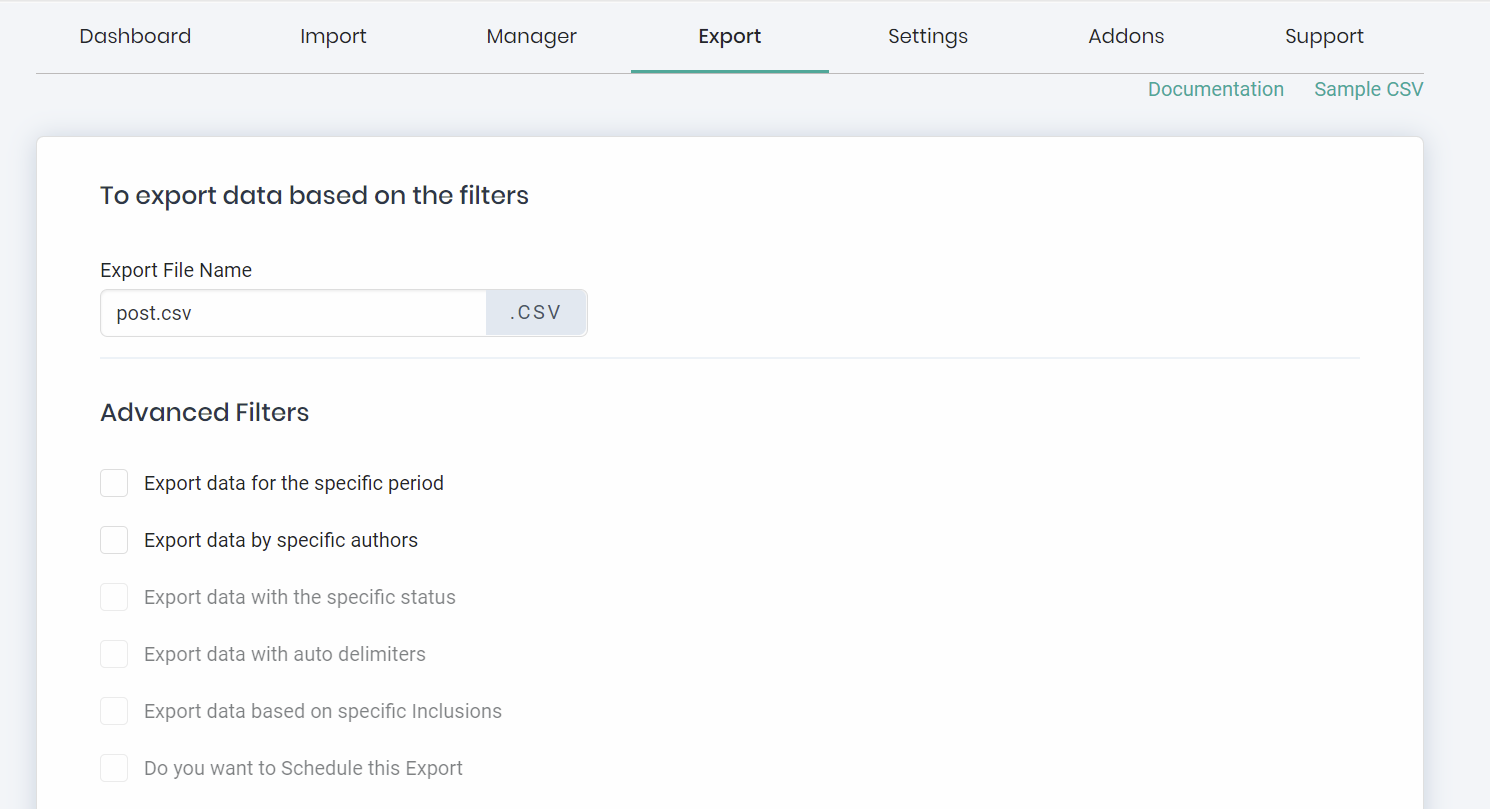 Dashboard Import Manager Export Settings Addons Support
Documentation Sample CSV
To export data based on the filters
Export File Name
post.csv .CSV
Advanced Filters
Export data for the specific period
Export data by specific authors
Export data with the specific status
Export data with auto delimiters
Export data based on specific Inclusions
Do you want to Schedule this Export